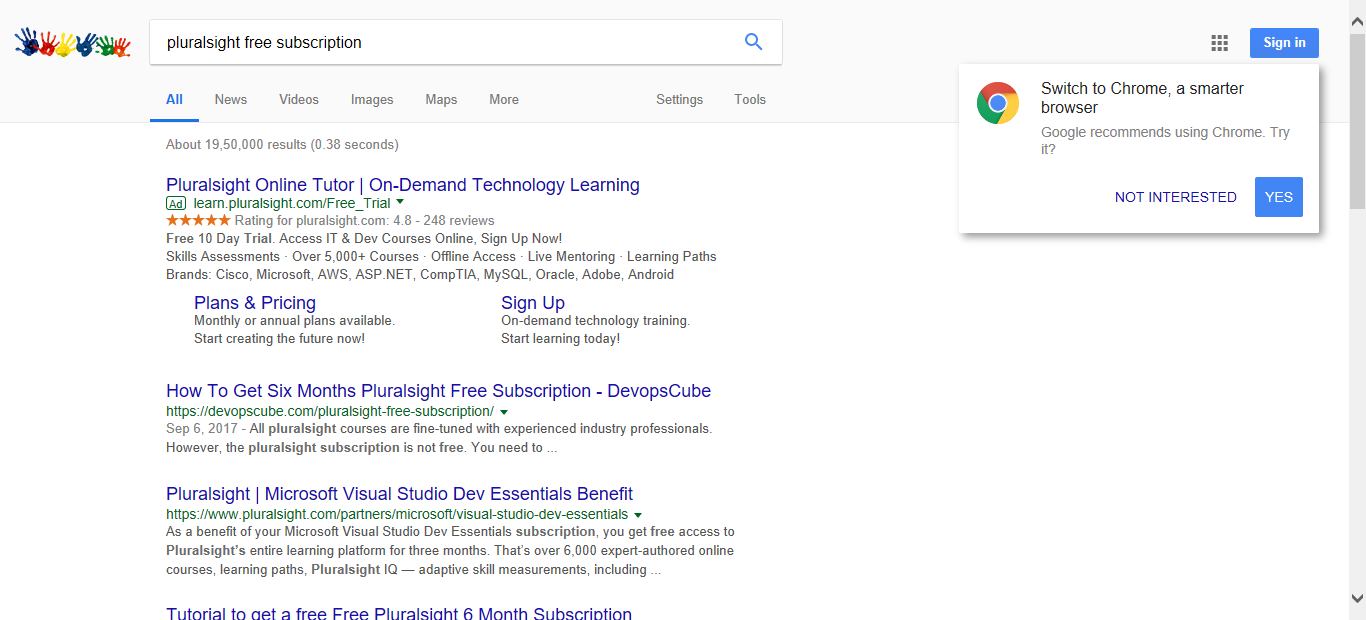 pluralsight free subscription
Sign in
All News Videos Images Maps More Settings Tools
Switch to Chrome, a smarter
browser
Google recommends using Chrome. Try
it?
NOT INTERESTED YES
About 19,50,000 results (0.38 seconds)
Pluralsight Online Tutor | On-Demand Technology Learning
Ad learn.pluralsight.com/Free_Trial
Rating for pluralsight.com: 4.8 - 248 reviews
Free 10 Day Trial. Access IT & Dev Courses Online, Sign Up Now!
Skills Assessments · Over 5,000+ Courses · Offline Access · Live Mentoring · Learning Paths
Brands: Cisco, Microsoft, AWS, ASP.NET, CompTIA, MySQL, Oracle, Adobe, Android
Plans & Pricing
Monthly or annual plans available.
Start creating the future now!
Sign Up
On-demand technology training.
Start learning today!
How To Get Six Months Pluralsight Free Subscription - DevopsCube
https://devopscube.com/pluralsight-free-subscription/
Sep 6, 2017 - All pluralsight courses are fine-tuned with experienced industry professionals.
However, the pluralsight subscription is not free. You need to ...
Pluralsight | Microsoft Visual Studio Dev Essentials Benefit
https://www.pluralsight.com/partners/microsoft/visual-studio-dev-essentials
As a benefit of your Microsoft Visual Studio Dev Essentials subscription, you get free access to
Pluralsight's entire learning platform for three months. That's over 6,000 expert-authored online
courses, learning paths, Pluralsight IQ — adaptive skill measurements, including ...
Tutorial to get a free Free Pluralsight 6 Month Subscription